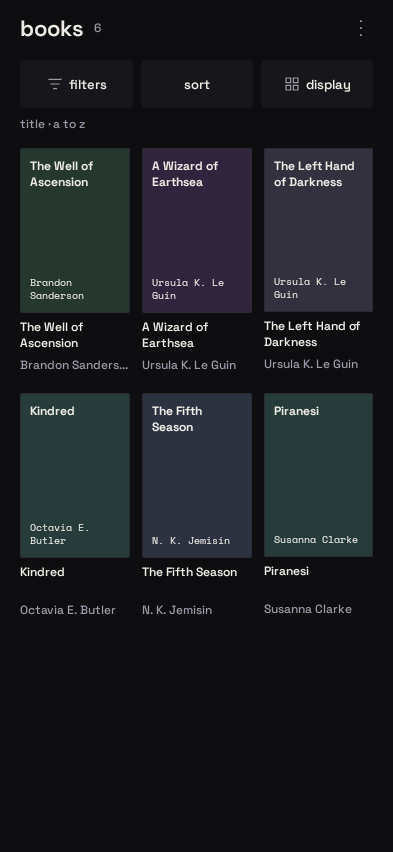 books 6
filters
sort
display
title · a to z
The Well of
Ascension
Brandon
Sanderson
A Wizard of
Earthsea
Ursula K. Le
Guin
The Left Hand
of Darkness
Ursula K. Le
Guin
The Well of
Ascension
Brandon Sanders...
A Wizard of
Earthsea
Ursula K. Le Guin
The Left Hand of
Darkness
Ursula K. Le Guin
Kindred
Octavia E.
Butler
The Fifth
Season
N. K. Jemisin
Piranesi
Susanna Clarke
Kindred
Octavia E. Butler
The Fifth Season
N. K. Jemisin
Piranesi
Susanna Clarke